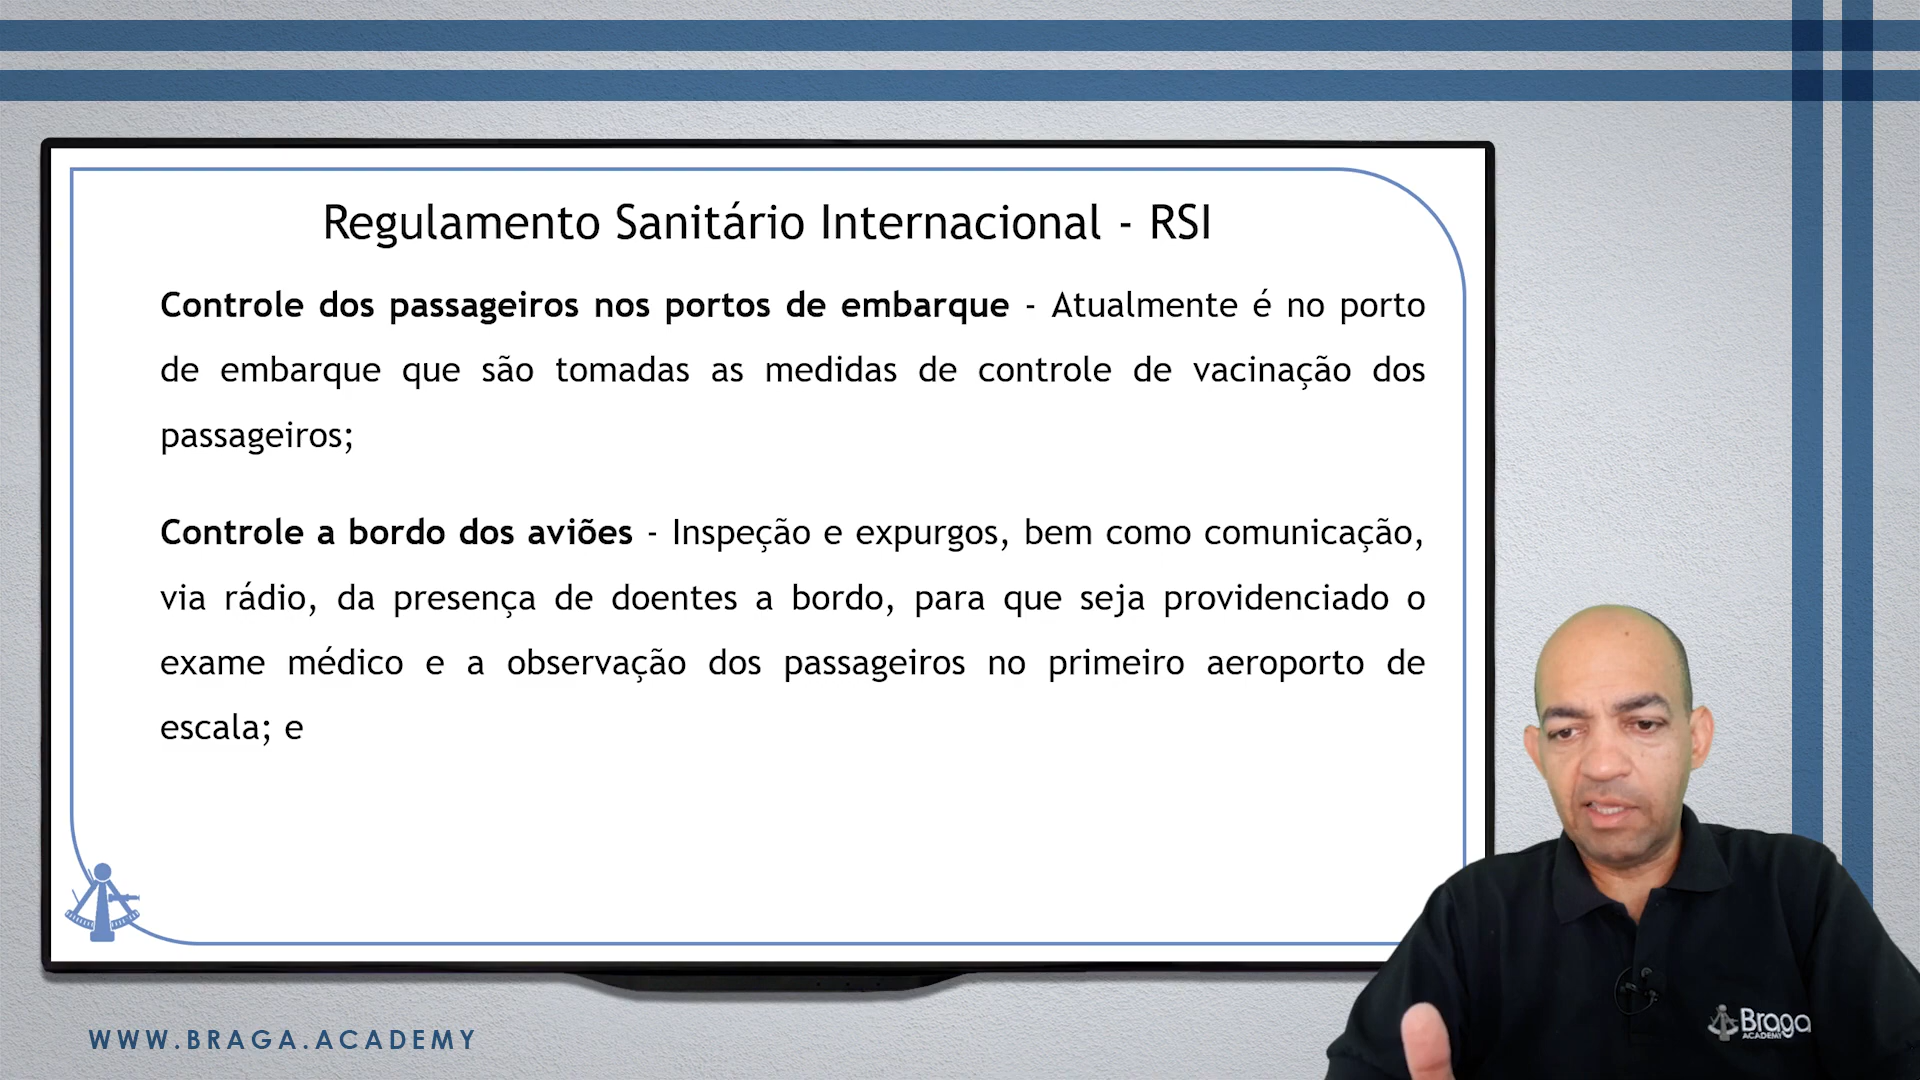 Regulamento Sanitário Internacional - RSI
Controle dos passageiros nos portos de embarque - Atualmente é no porto
de embarque que são tomadas as medidas de controle de vacinação dos
passageiros;
Controle a bordo dos aviões - Inspeção e expurgos, bem como comunicação,
via rádio, da presença de doentes a bordo, para que seja providenciado o
exame médico e a observação dos passageiros no primeiro aeroporto de
escala; e
WWW.BRAGA.ACADEMY
Braga
ACADEMY